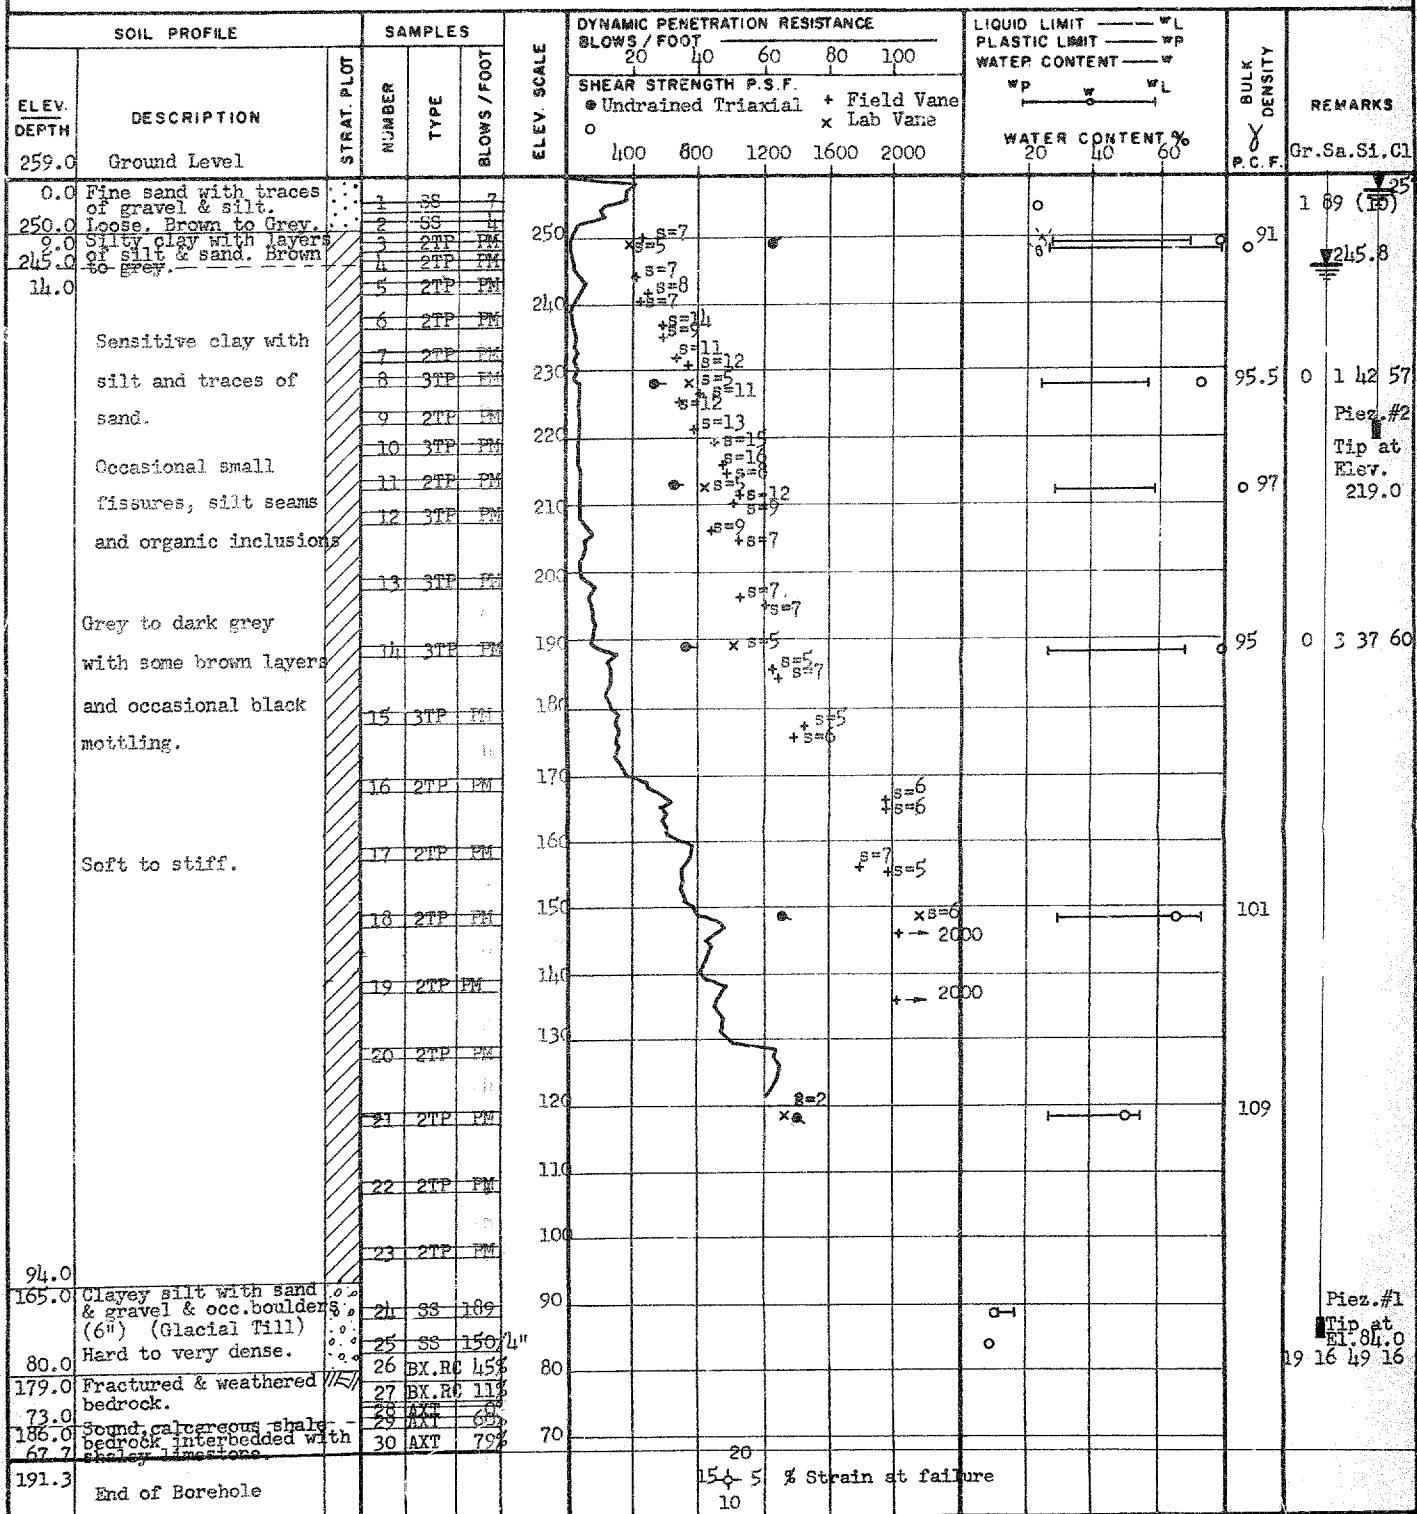 SOIL PROFILE
SAMPLES
ELEV. SCALE
DYNAMIC PENETRATION RESISTANCE
BLOWS / FOOT
20 40 60 80 100
SHEAR STRENGTH P.S.F.
● Undrained Triaxial + Field Vane
○ × Lab Vane
400 800 1200 1600 2000
LIQUID LIMIT ——— wL
PLASTIC LIMIT ——— wP
WATER CONTENT — w
wP w wL
WATER CONTENT %
20 40 60
BULK DENSITY
γ
P.C.F.
REMARKS
Gr.Sa.Si.Cl
ELEV.
DEPTH
DESCRIPTION
STRAT. PLOT
NUMBER
TYPE
BLOWS / FOOT
259.0 Ground Level
0.0 Fine sand with traces
of gravel & silt.
250.0 Loose. Brown to Grey.
9.0 Silty clay with layers
of silt & sand. Brown
245.0 to grey.
14.0
Sensitive clay with
silt and traces of
sand.
Occasional small
fissures, silt seams
and organic inclusions
Grey to dark grey
with some brown layers
and occasional black
mottling.
Soft to stiff.
94.0
165.0 Clayey silt with sand
& gravel & occ.boulders
(6") (Glacial Till)
Hard to very dense.
80.0
179.0 Fractured & weathered
bedrock.
73.0
186.0 Sound, calcareous shale
bedrock interbedded with
67.7 shaley limestone.
191.3
End of Borehole
1 SS 7
2 SS 4
3 2TP PM
4 2TP PM
5 2TP PM
6 2TP PM
7 2TP PM
8 3TP PM
9 2TP PM
10 3TP PM
11 2TP PM
12 3TP PM
13 3TP PM
14 3TP PM
15 3TP PM
16 2TP PM
17 2TP PM
18 2TP PM
19 2TP PM
20 2TP PM
21 2TP PM
22 2TP PM
23 2TP PM
24 SS 189
25 SS 150/4"
26 BX.RC 45%
27 BX.RC 11%
28 AXT
29 AXT
30 AXT 79%
250
240
230
220
210
200
190
180
170
160
150
140
130
120
110
100
90
80
70
s=7
s=5
s=7
s=8
s=7
s=14
s=9
s=11
s=12
s=5
s=11
s=12
s=13
s=15
s=16
s=8
s=5
s=12
s=9
s=9
s=7
s=7
s=7
s=5
s=5
s=7
s=5
s=6
s=6
s=6
s=7
s=5
s=6
2000
2000
s=2
91
95.5
97
95
101
109
1 89 (10)
245.8
0 1 42 57
Piez.#2
Tip at
Elev.
219.0
0 3 37 60
Piez.#1
Tip at
El.84.0
19 16 49 16
20
15 5 % Strain at failure
10